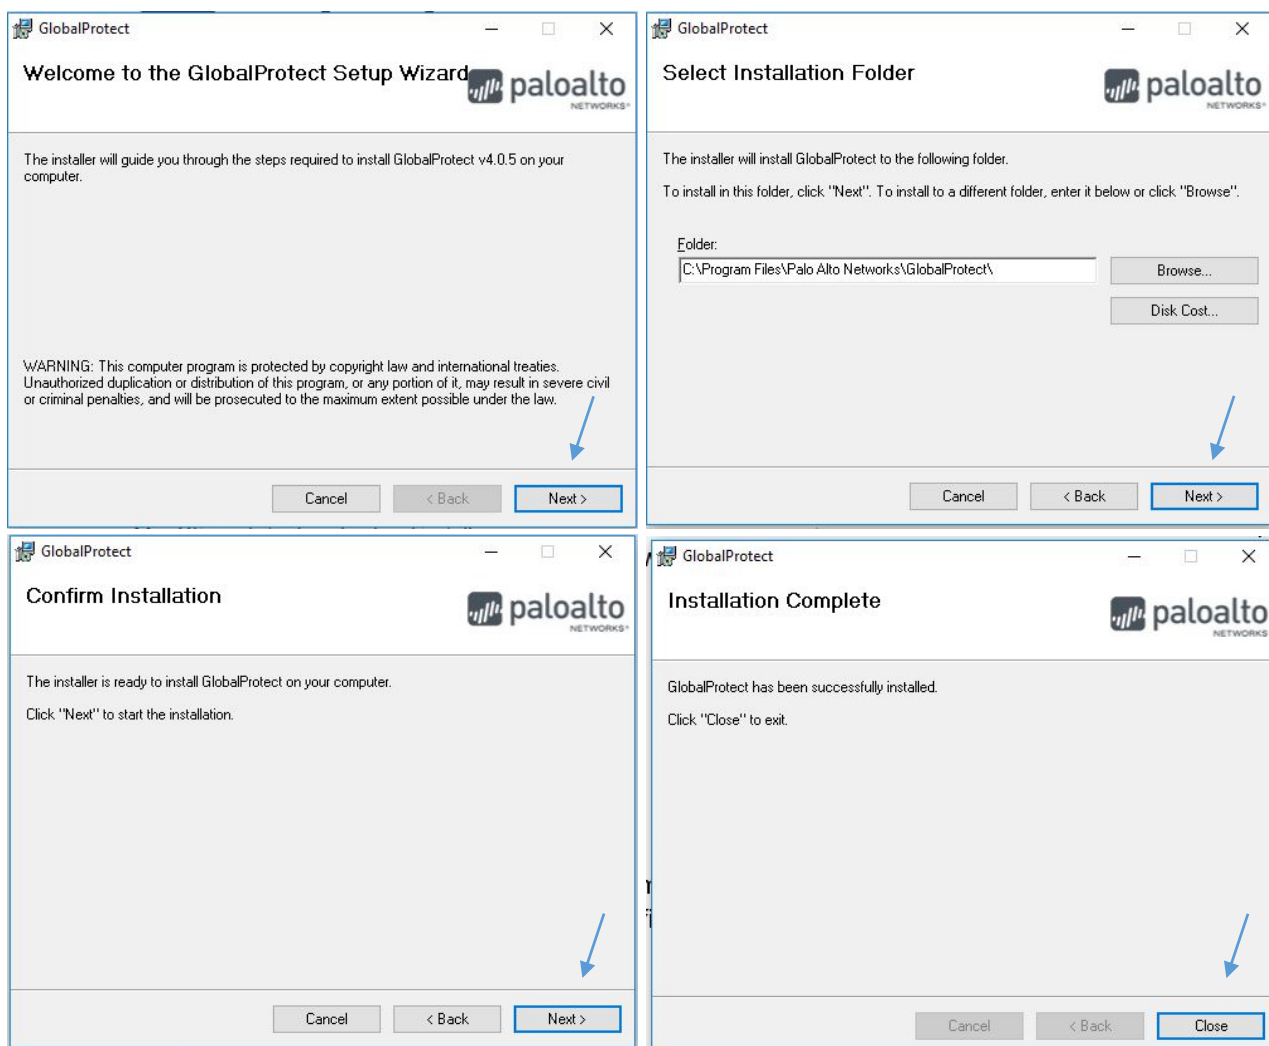 GlobalProtect
Welcome to the GlobalProtect Setup Wizard
paloalto
NETWORKS®
The installer will guide you through the steps required to install GlobalProtect v4.0.5 on your
computer.
WARNING: This computer program is protected by copyright law and international treaties.
Unauthorized duplication or distribution of this program, or any portion of it, may result in severe civil
or criminal penalties, and will be prosecuted to the maximum extent possible under the law.
Cancel
< Back
Next >
GlobalProtect
Select Installation Folder
paloalto
NETWORKS®
The installer will install GlobalProtect to the following folder.
To install in this folder, click "Next". To install to a different folder, enter it below or click "Browse".
Folder:
C:\Program Files\Palo Alto Networks\GlobalProtect\
Browse...
Disk Cost...
Cancel
< Back
Next >
GlobalProtect
Confirm Installation
paloalto
NETWORKS®
The installer is ready to install GlobalProtect on your computer.
Click "Next" to start the installation.
Cancel
< Back
Next >
GlobalProtect
Installation Complete
paloalto
NETWORKS
GlobalProtect has been successfully installed.
Click "Close" to exit.
Cancel
< Back
Close